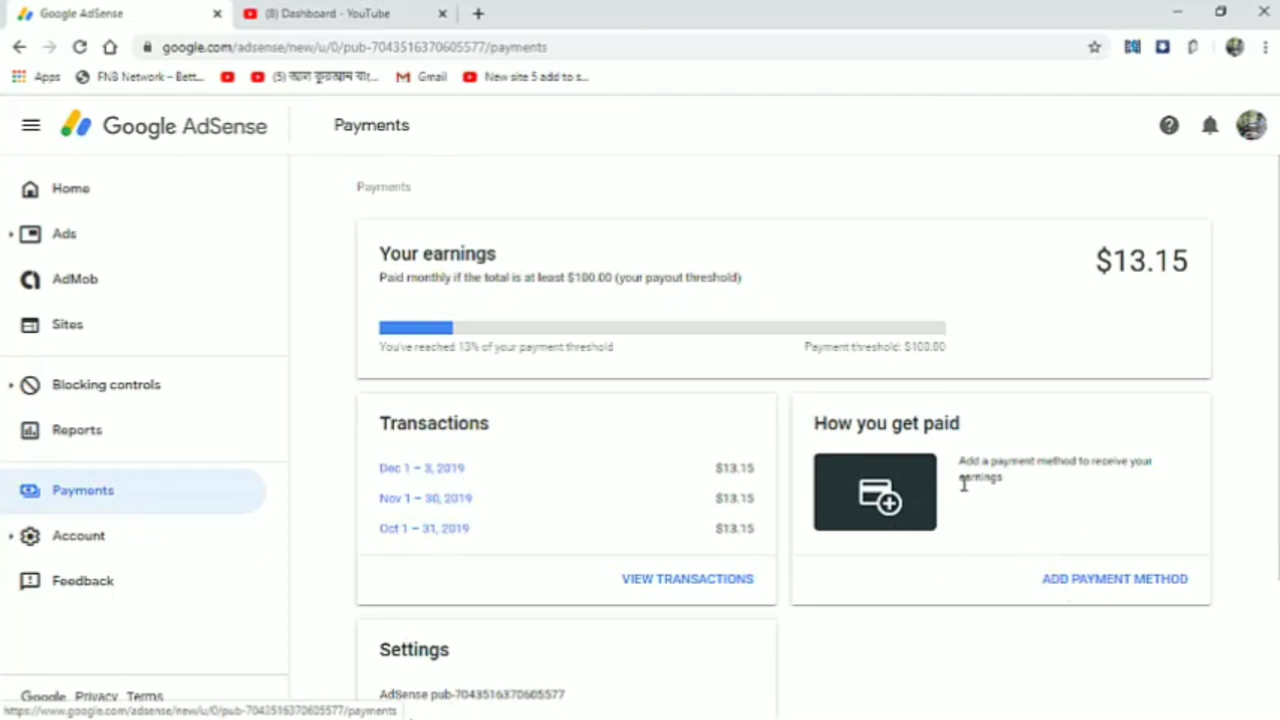 Google AdSense
(8) Dashboard - YouTube
google.com/adsense/new/u/0/pub-7043516370605577/payments
Apps
FNB Network – Bett...
Gmail
New site 5 add to s...
Google AdSense
Payments
Home
Ads
AdMob
Sites
Blocking controls
Reports
Payments
Account
Feedback
Google Privacy Terms
Payments
Your earnings
$13.15
Paid monthly if the total is at least $100.00 (your payout threshold)
You've reached 13% of your payment threshold
Payment threshold: $100.00
Transactions
Dec 1 – 3, 2019 $13.15
Nov 1 – 30, 2019 $13.15
Oct 1 – 31, 2019 $13.15
VIEW TRANSACTIONS
How you get paid
Add a payment method to receive your
earnings
ADD PAYMENT METHOD
Settings
AdSense pub-7043516370605577
https://www.google.com/adsense/new/u/0/pub-7043516370605577/payments